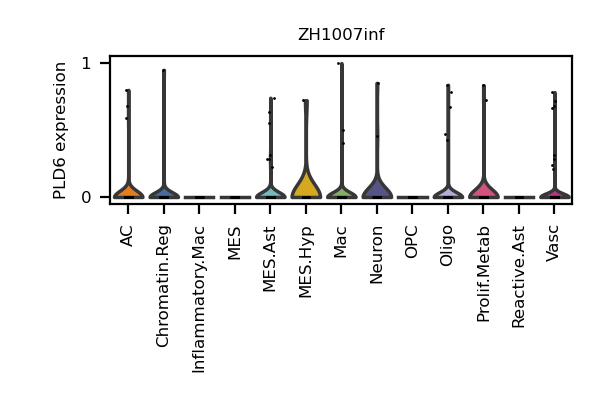 ZH1007inf
PLD6 expression
1
0
AC
Chromatin.Reg
Inflammatory.Mac
MES
MES.Ast
MES.Hyp
Mac
Neuron
OPC
Oligo
Prolif.Metab
Reactive.Ast
Vasc